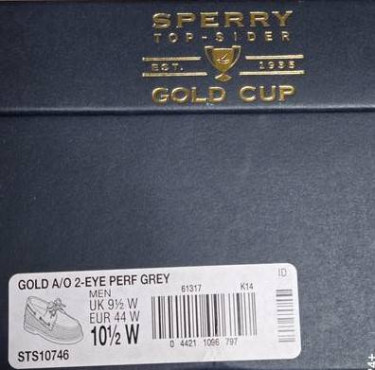 SPERRY
TOP-SIDER
EST. 1935
GOLD CUP
GOLD A/O 2-EYE PERF GREY
MEN
UK 9½ W
EUR 44 W
10½ W
STS10746
61317 K14
0 4421 1096 797
ID
4+